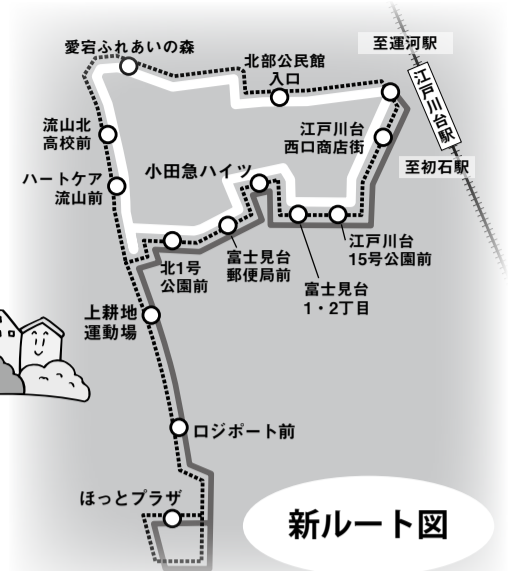 愛宕ふれあいの森
北部公民館
入口
至運河駅
江戸川台駅
至初石駅
流山北
高校前
江戸川台
西口商店街
小田急ハイツ
ハートケア
流山前
北1号
公園前
富士見台
郵便局前
江戸川台
15号公園前
富士見台
1・2丁目
上耕地
運動場
ロジポート前
ほっとプラザ
新ルート図